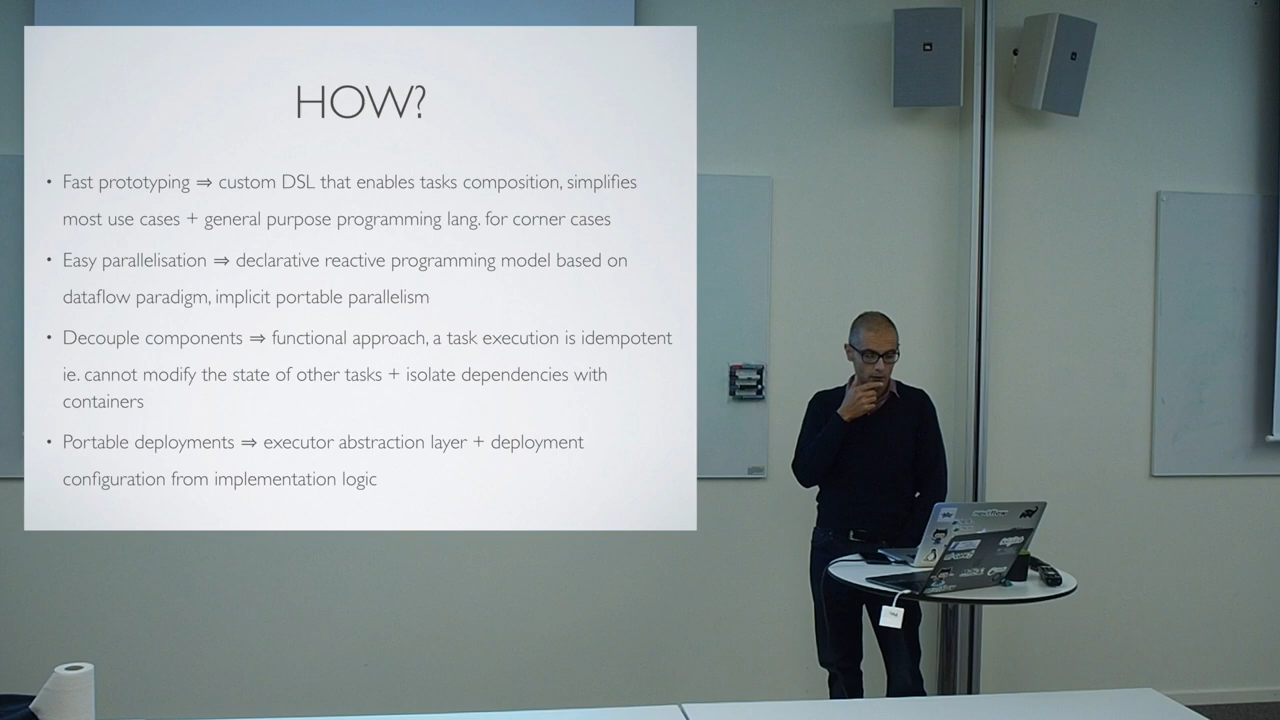 HOW?
• Fast prototyping ⇒ custom DSL that enables tasks composition, simplifies
most use cases + general purpose programming lang. for corner cases
• Easy parallelisation ⇒ declarative reactive programming model based on
dataflow paradigm, implicit portable parallelism
• Decouple components ⇒ functional approach, a task execution is idempotent
ie. cannot modify the state of other tasks + isolate dependencies with
containers
• Portable deployments ⇒ executor abstraction layer + deployment
configuration from implementation logic
nextflow